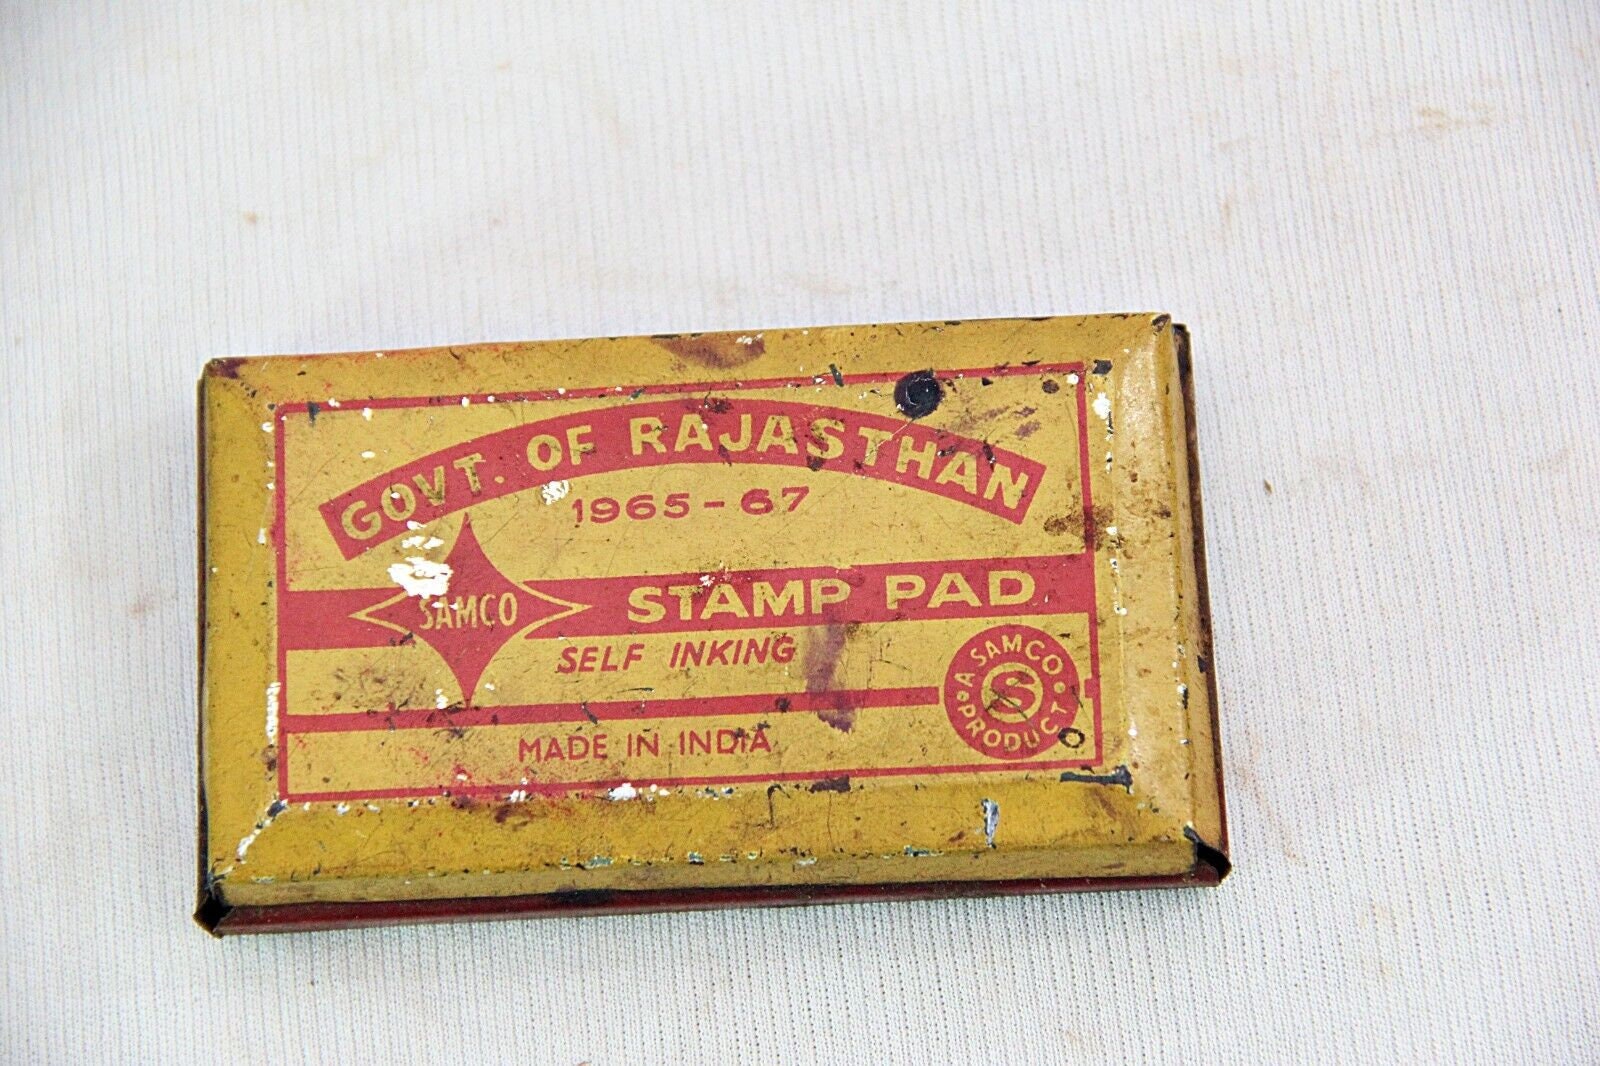 GOVT. OF RAJASTHAN
1965-67
SAMCO
STAMP PAD
SELF INKING
A SAMCO PRODUCT
S
MADE IN INDIA